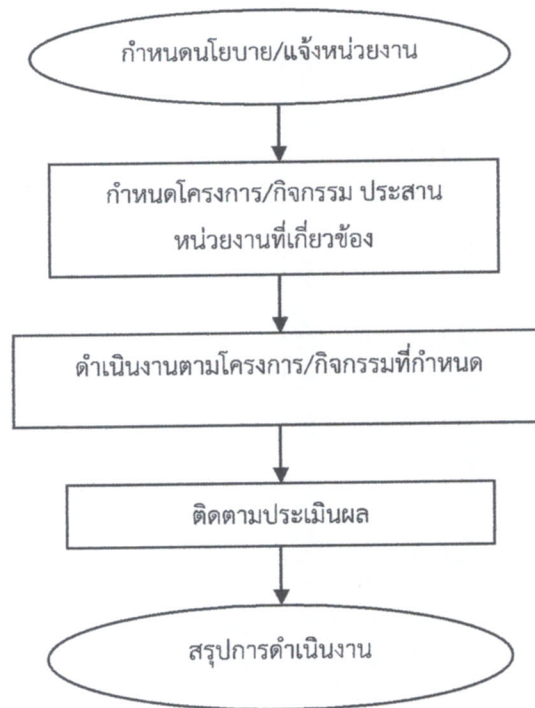 กำหนดนโยบาย/แจ้งหน่วยงาน
กำหนดโครงการ/กิจกรรม ประสาน
หน่วยงานที่เกี่ยวข้อง
ดำเนินงานตามโครงการ/กิจกรรมที่กำหนด
ติดตามประเมินผล
สรุปการดำเนินงาน